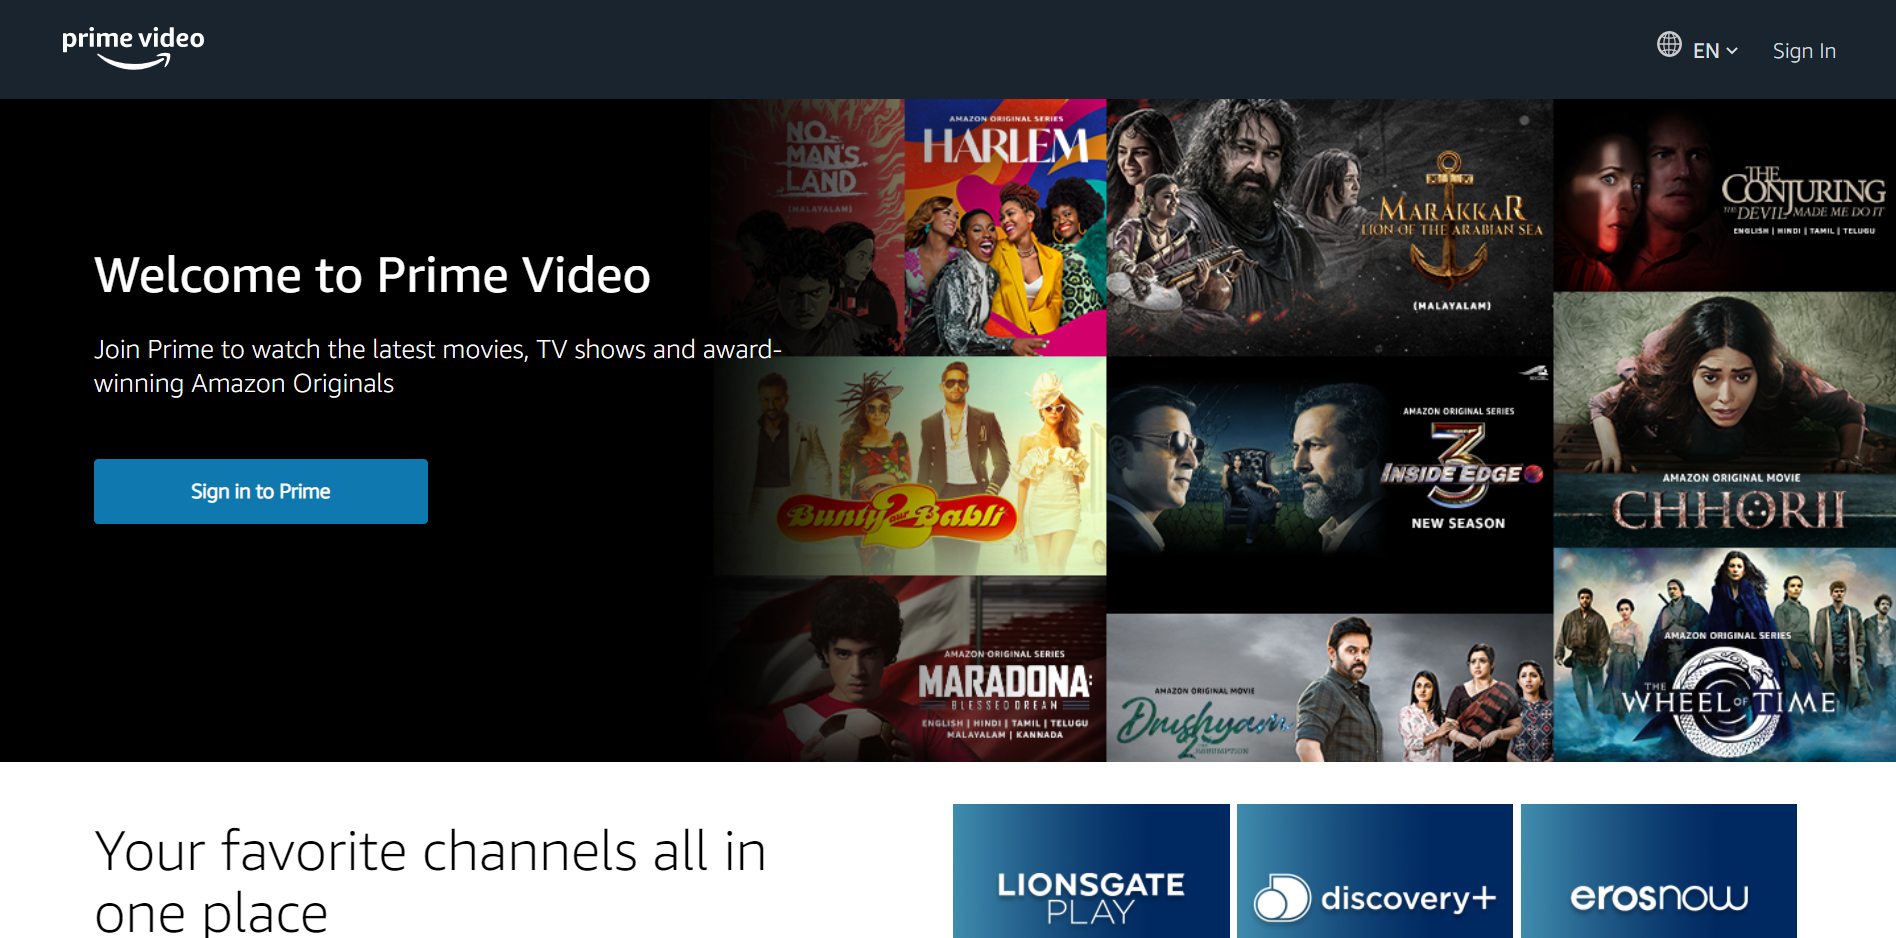 prime video
EN
Sign In
Welcome to Prime Video
Join Prime to watch the latest movies, TV shows and award-
winning Amazon Originals
Sign in to Prime
NO
MAN'S
LAND
(MALAYALAM)
AMAZON ORIGINAL SERIES
HARLEM
MARAKKAR
LION OF THE ARABIAN SEA
(MALAYALAM)
THE
CONJURING
THE DEVIL MADE ME DO IT
ENGLISH | HINDI | TAMIL | TELUGU
Bunty aur Babli
2
AMAZON ORIGINAL SERIES
3
INSIDE EDGE
NEW SEASON
AMAZON ORIGINAL MOVIE
CHHORII
AMAZON ORIGINAL SERIES
MARADONA:
BLESSED DREAM
ENGLISH | HINDI | TAMIL | TELUGU
MALAYALAM | KANNADA
AMAZON ORIGINAL MOVIE
Drushyam
2
AMAZON ORIGINAL SERIES
THE
WHEEL OF TIME
Your favorite channels all in
one place
LIONSGATE
PLAY
discovery+
erosnow